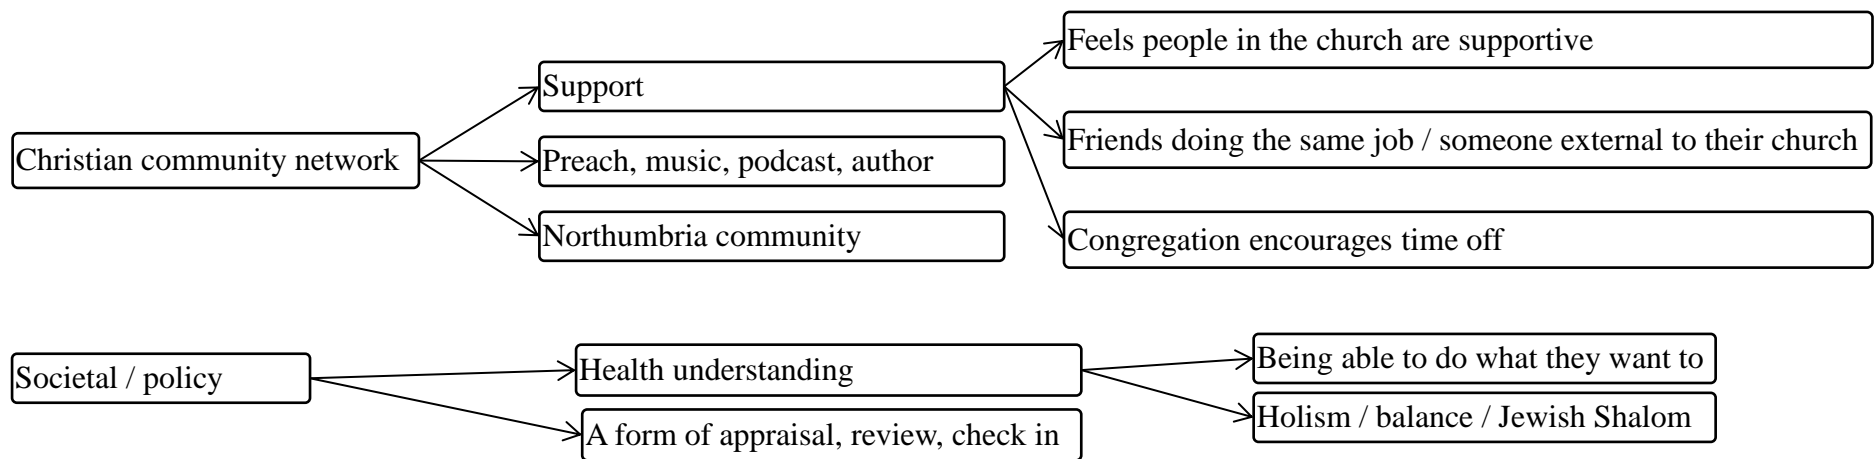 Christian community network
Support
Preach, music, podcast, author
Northumbria community
Feels people in the church are supportive
Friends doing the same job / someone external to their church
Congregation encourages time off
Societal / policy
Health understanding
A form of appraisal, review, check in
Being able to do what they want to
Holism / balance / Jewish Shalom